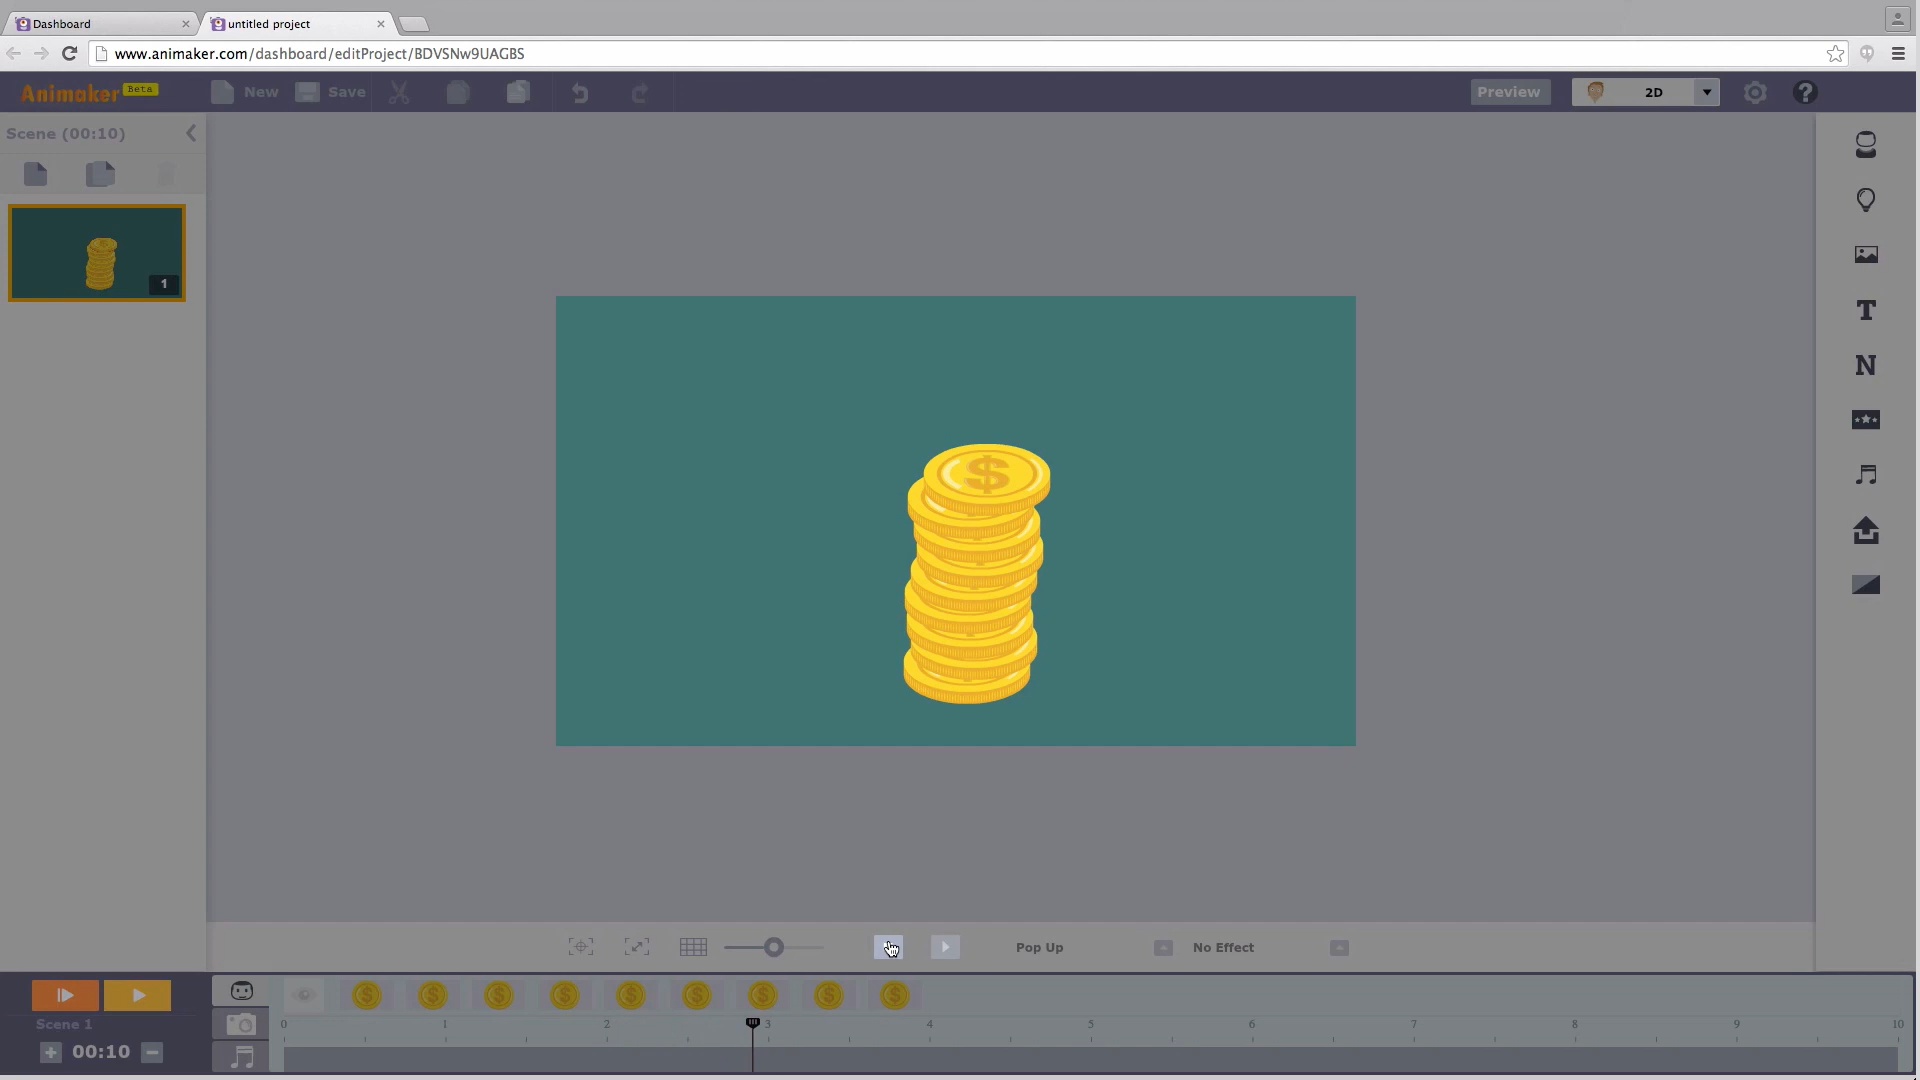 Dashboard
untitled project
www.animaker.com/dashboard/editProject/BDVSNw9UAGBS
Animaker Beta
New
Save
Preview
2D
?
Scene (00:10)
1
T
N
$
Pop Up
No Effect
Scene 1
00:10
0 1 2 3 4 5 6 7 8 9 10